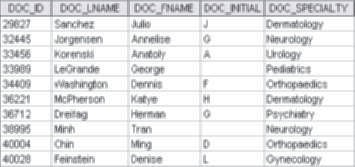 DOC_ID DOC_LNAME DOC_FNAME DOC_INITIAL DOC_SPECIALTY
29827 Sanchez Julio J Dermatology
32445 Jorgensen Annelise G Neurology
33456 Korenski Anatoly A Urology
33989 LeGrande George Pediatrics
34409 Washington Dennis F Orthopaedics
36221 McPherson Katye H Dermatology
36712 Dreifag Herman G Psychiatry
38995 Minh Tran Neurology
40004 Chin Ming D Orthopaedics
40028 Feinstein Denise L Gynecology